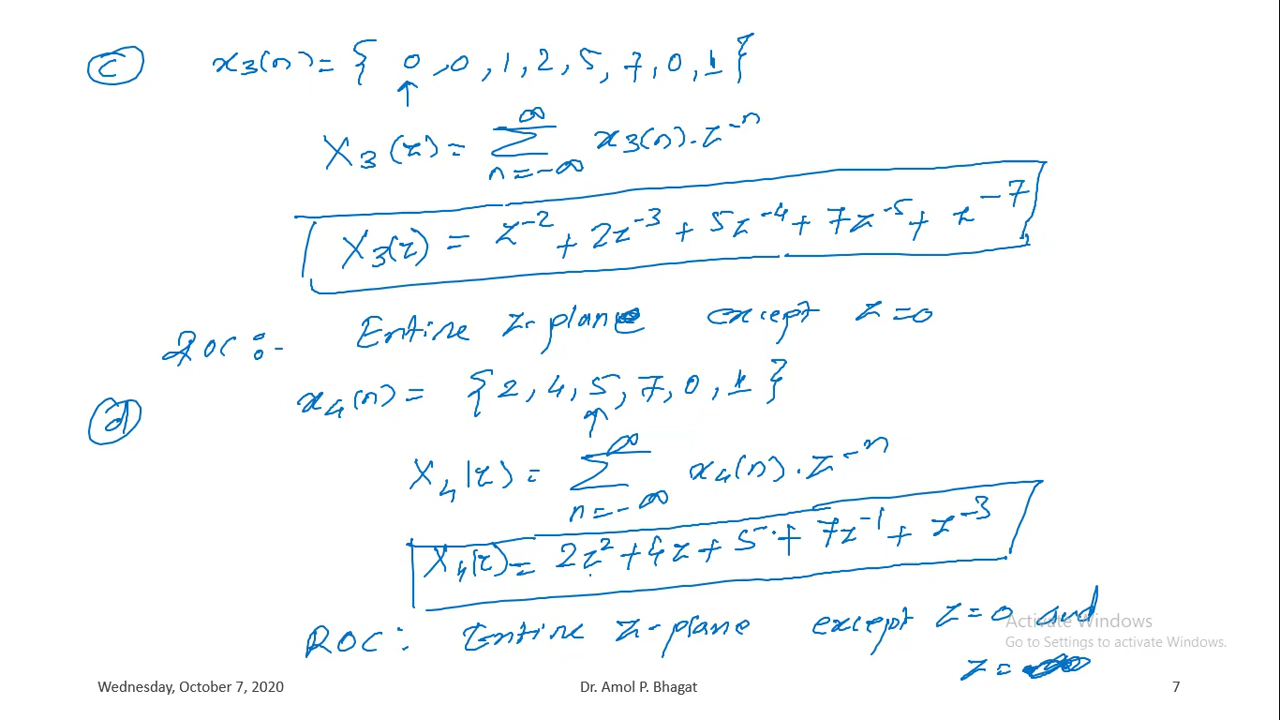 (c) x3(n) = { 0, 0, 1, 2, 5, 7, 0, 1 }
↑
X3(z) = ∑ x3(n) . z^-n
∞
n = -∞
X3(z) = z^-2 + 2z^-3 + 5z^-4 + 7z^-5 + z^-7
ROC :- Entire z-plane except z = 0
(d) x4(n) = { 2, 4, 5, 7, 0, 1 }
↑
X4(z) = ∑ x4(n) . z^-n
∞
n = -∞
X4(z) = 2z^2 + 4z + 5 + 7z^-1 + z^-3
ROC : Entire z-plane except z = 0 and
z = ∞
Activate Windows
Go to Settings to activate Windows.
Wednesday, October 7, 2020
Dr. Amol P. Bhagat
7